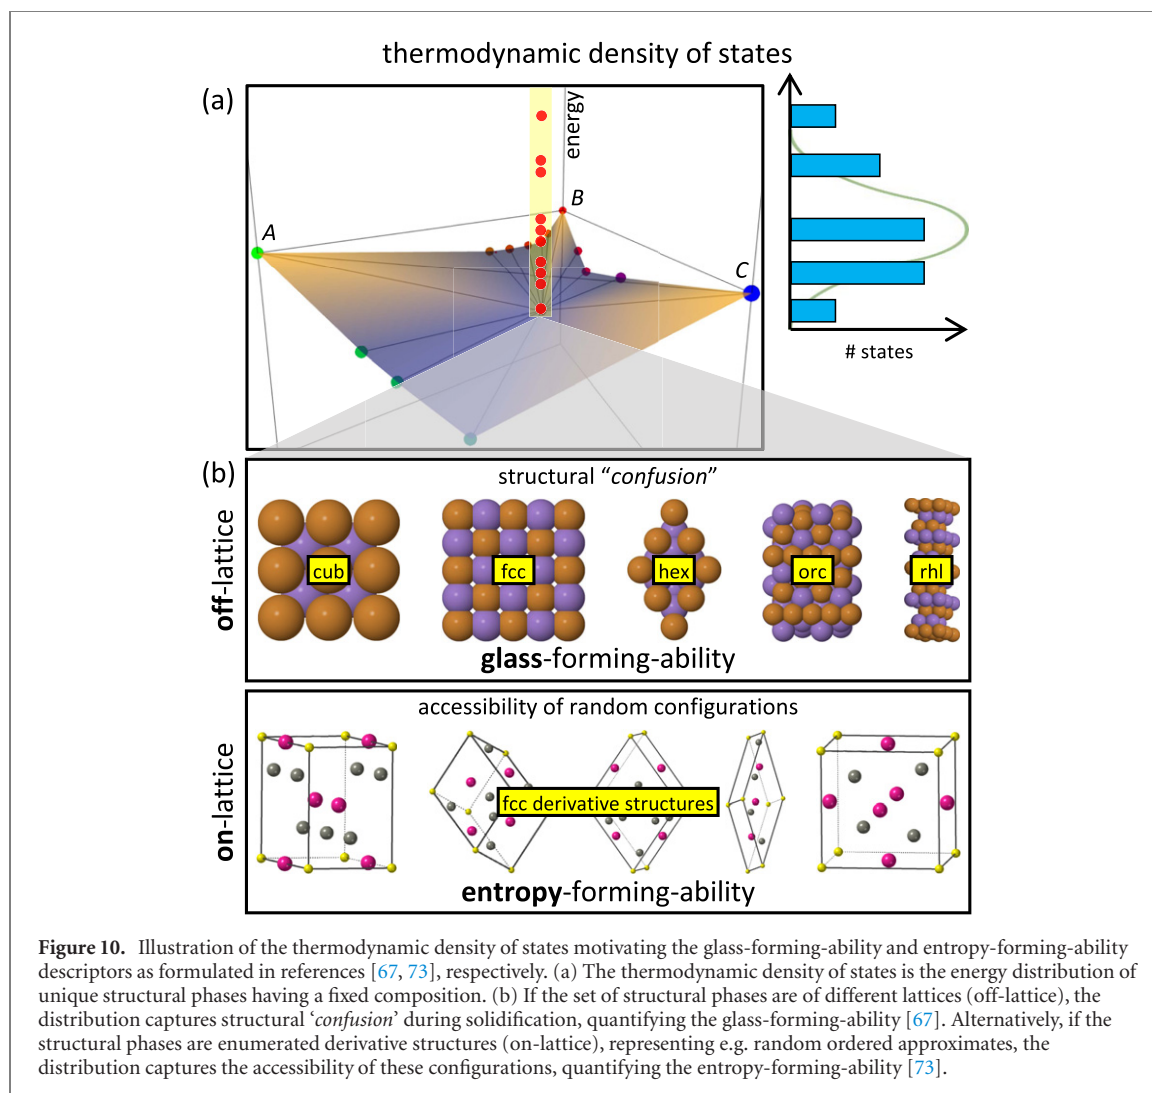 thermodynamic density of states
(a)
energy
A
B
C
# states
(b)
structural “confusion”
off-lattice
cub
fcc
hex
orc
rhl
glass-forming-ability
accessibility of random configurations
on-lattice
fcc derivative structures
entropy-forming-ability
Figure 10. Illustration of the thermodynamic density of states motivating the glass-forming-ability and entropy-forming-ability
descriptors as formulated in references [67, 73], respectively. (a) The thermodynamic density of states is the energy distribution of
unique structural phases having a fixed composition. (b) If the set of structural phases are of different lattices (off-lattice), the
distribution captures structural ‘confusion’ during solidification, quantifying the glass-forming-ability [67]. Alternatively, if the
structural phases are enumerated derivative structures (on-lattice), representing e.g. random ordered approximates, the
distribution captures the accessibility of these configurations, quantifying the entropy-forming-ability [73].